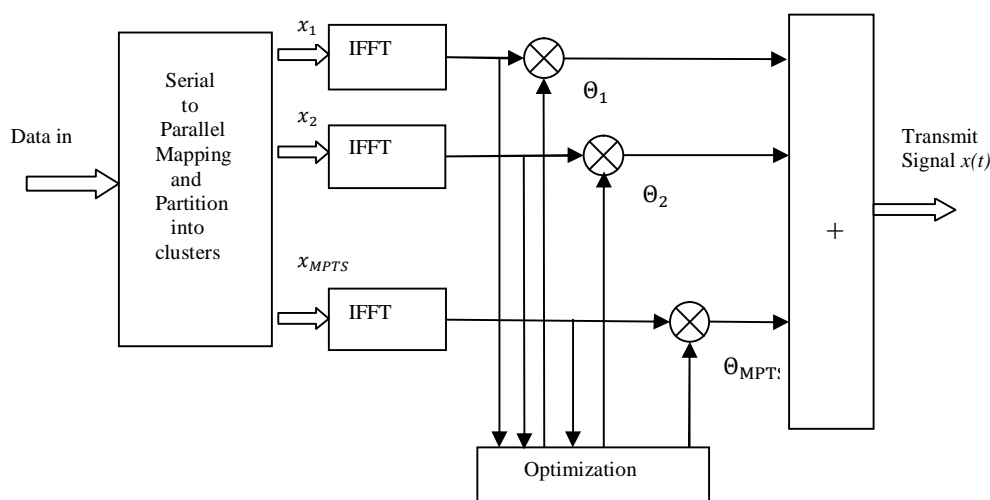 Data in
Serial
to
Parallel
Mapping
and
Partition
into
clusters
x₁
IFFT
Θ₁
x₂
IFFT
Θ₂
x_MPTS
IFFT
Θ_MPTS
+
Transmit
Signal x(t)
Optimization